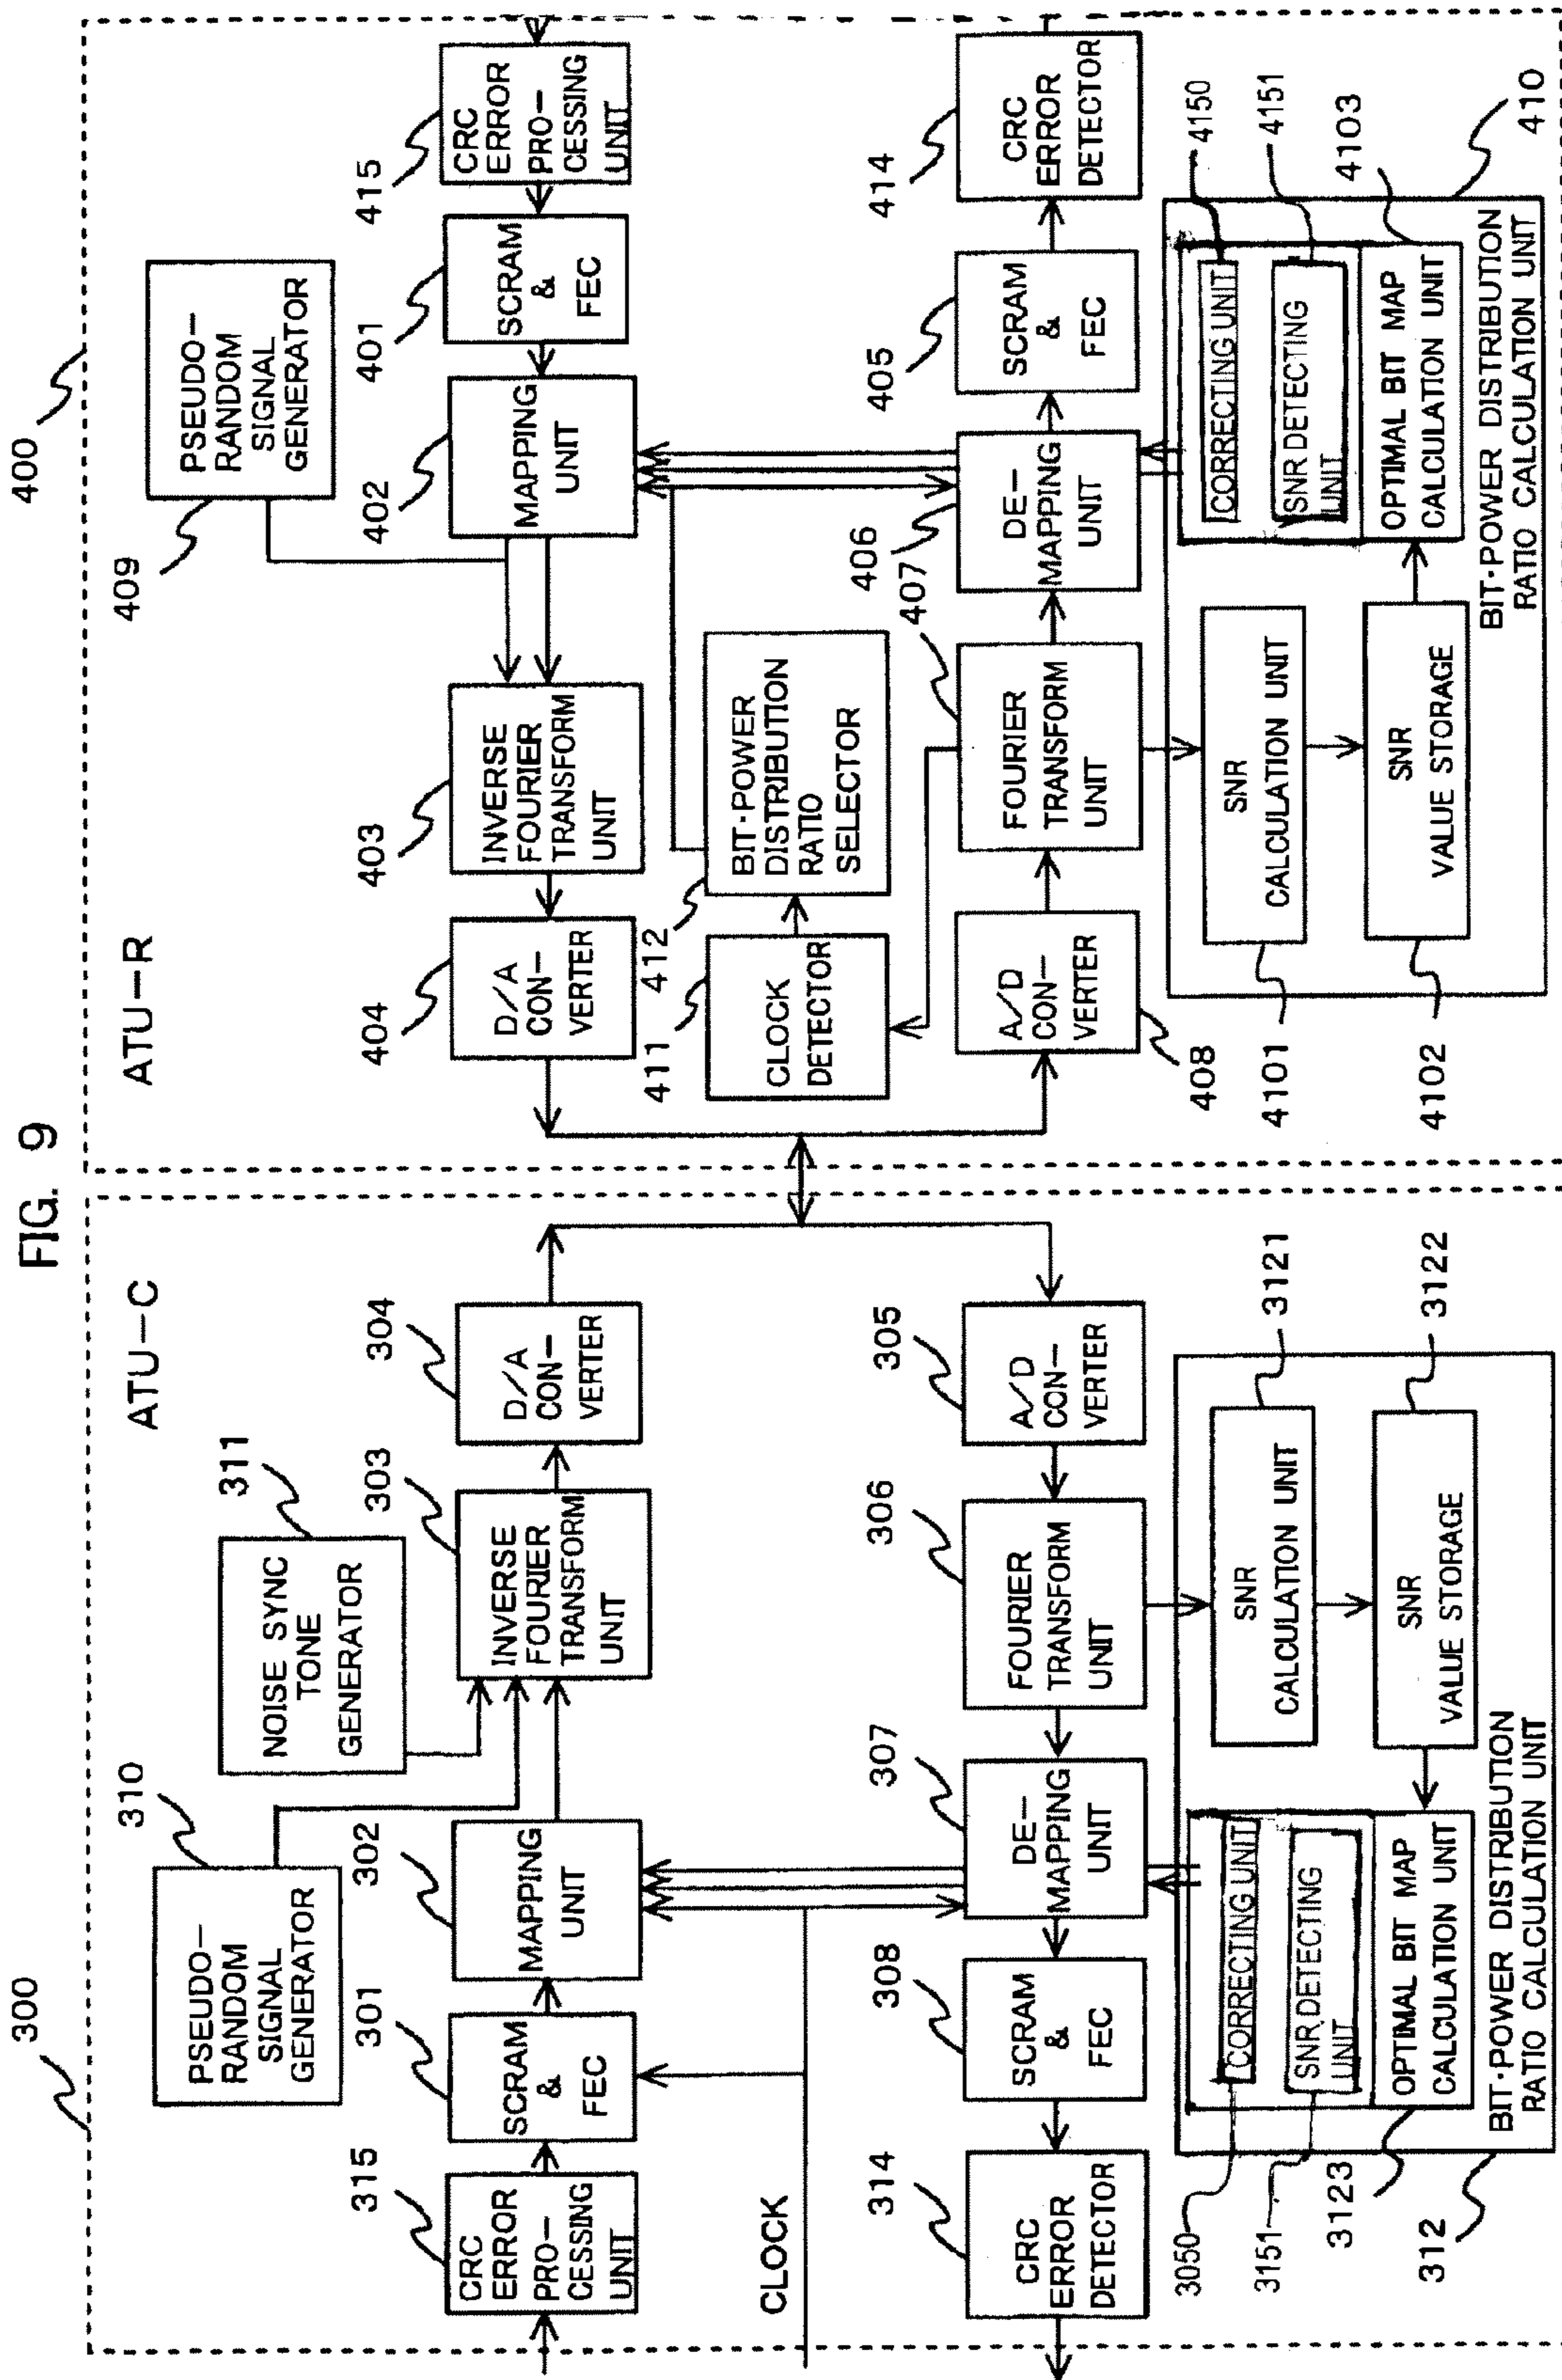 FIG. 9
300
ATU-C
310
PSEUDO-
RANDOM
SIGNAL
GENERATOR
311
NOISE SYNC
TONE
GENERATOR
315
CRC
ERROR
PRO-
CESSING
UNIT
301
SCRAM
&
FEC
302
MAPPING
UNIT
303
INVERSE
FOURIER
TRANSFORM
UNIT
304
D/A
CON-
VERTER
CLOCK
314
CRC
ERROR
DETECTOR
308
SCRAM
&
FEC
307
DE-
MAPPING
UNIT
306
FOURIER
TRANSFORM
UNIT
305
A/D
CON-
VERTER
3050
CORRECTING UNIT
3151
SNR DETECTING
UNIT
3123
OPTIMAL BIT MAP
CALCULATION UNIT
312
BIT·POWER DISTRIBUTION
RATIO CALCULATION UNIT
SNR
CALCULATION UNIT
3121
SNR
VALUE STORAGE
3122
400
ATU-R
409
PSEUDO-
RANDOM
SIGNAL
GENERATOR
404
D/A
CON-
VERTER
403
INVERSE
FOURIER
TRANSFORM
UNIT
402
MAPPING
UNIT
401
SCRAM
&
FEC
415
CRC
ERROR
PRO-
CESSING
UNIT
411
CLOCK
DETECTOR
412
BIT·POWER
DISTRIBUTION
RATIO
SELECTOR
408
A/D
CON-
VERTER
407
FOURIER
TRANSFORM
UNIT
406
DE-
MAPPING
UNIT
405
SCRAM
&
FEC
414
CRC
ERROR
DETECTOR
4101
SNR
CALCULATION UNIT
4102
SNR
VALUE STORAGE
CORRECTING UNIT
4150
SNR DETECTING
UNIT
4151
OPTIMAL BIT MAP
CALCULATION UNIT
4103
BIT·POWER DISTRIBUTION
RATIO CALCULATION UNIT
410